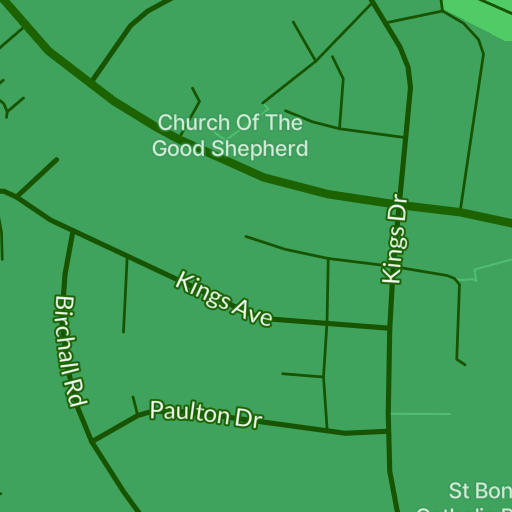 Church Of The
Good Shepherd
Kings Dr
Kings Ave
Birchall Rd
Paulton Dr
St Bon